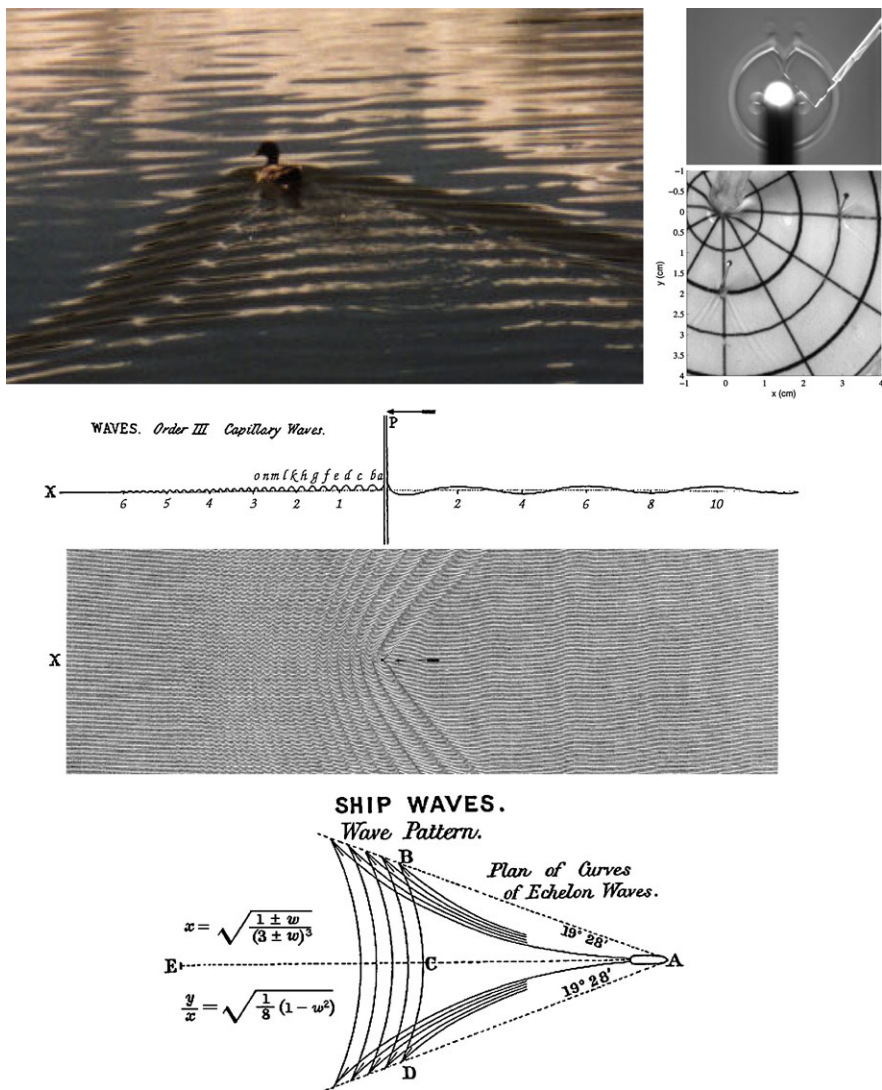 -1
-0.5
0
0.5
1
1.5
2
2.5
3
3.5
4
y (cm)
-1 0 1 2 3 4
x (cm)
P
WAVES. Order III Capillary Waves.
o n m l k h g f e d c b a
X
6 5 4 3 2 1 2 4 6 8 10
X
SHIP WAVES.
Wave Pattern.
B
Plan of Curves
of Echelon Waves.
x = √((1 ± w)/(3 ± w)³)
19° 28'
E C A
y/x = √(1/8 (1 − w²))
19° 28'
D